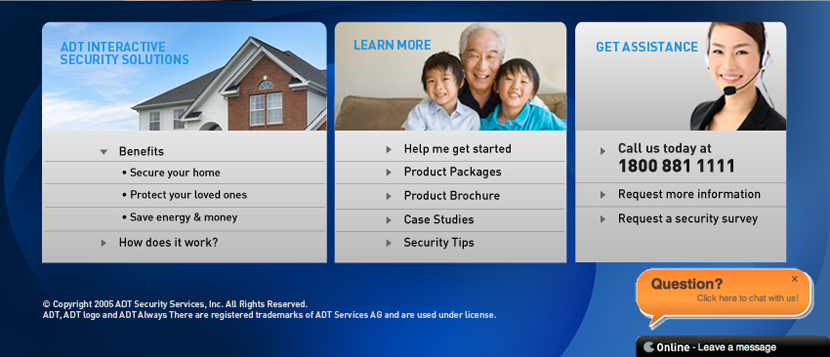 ADT INTERACTIVE
SECURITY SOLUTIONS
Benefits
• Secure your home
• Protect your loved ones
• Save energy & money
How does it work?
LEARN MORE
Help me get started
Product Packages
Product Brochure
Case Studies
Security Tips
GET ASSISTANCE
Call us today at
1800 881 1111
Request more information
Request a security survey
© Copyright 2005 ADT Security Services, Inc. All Rights Reserved.
ADT, ADT logo and ADT Always There are registered trademarks of ADT Services AG and are used under license.
Question?
Click here to chat with us!
Online - Leave a message